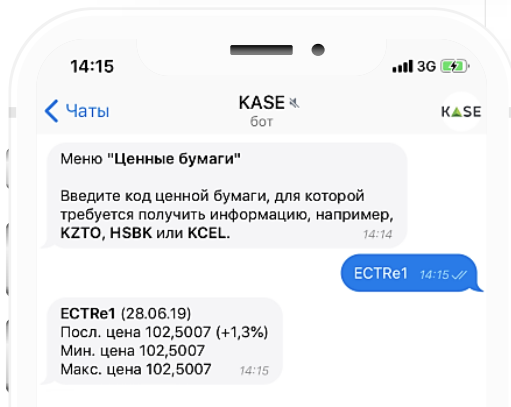 14:15
3G
Чаты
KASE
бот
KASE
Меню "Ценные бумаги"
Введите код ценной бумаги, для которой
требуется получить информацию, например,
KZTO, HSBK или KCEL.
14:14
ECTRe1 14:15
ECTRe1 (28.06.19)
Посл. цена 102,5007 (+1,3%)
Мин. цена 102,5007
Макс. цена 102,5007 14:15